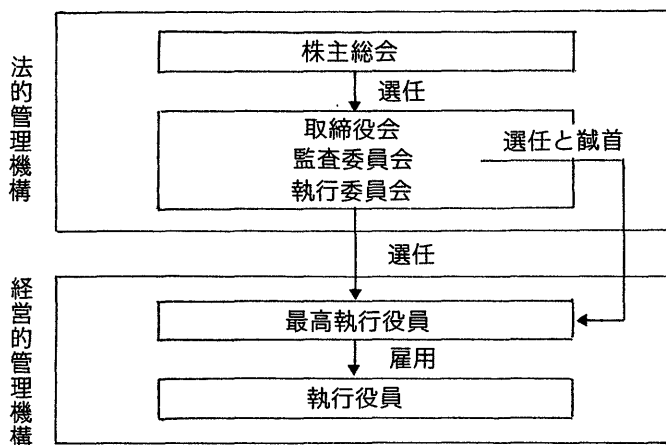 法的管理機構
株主総会
選任
取締役会
監査委員会
執行委員会
選任と馘首
選任
経営的管理機構
最高執行役員
雇用
執行役員